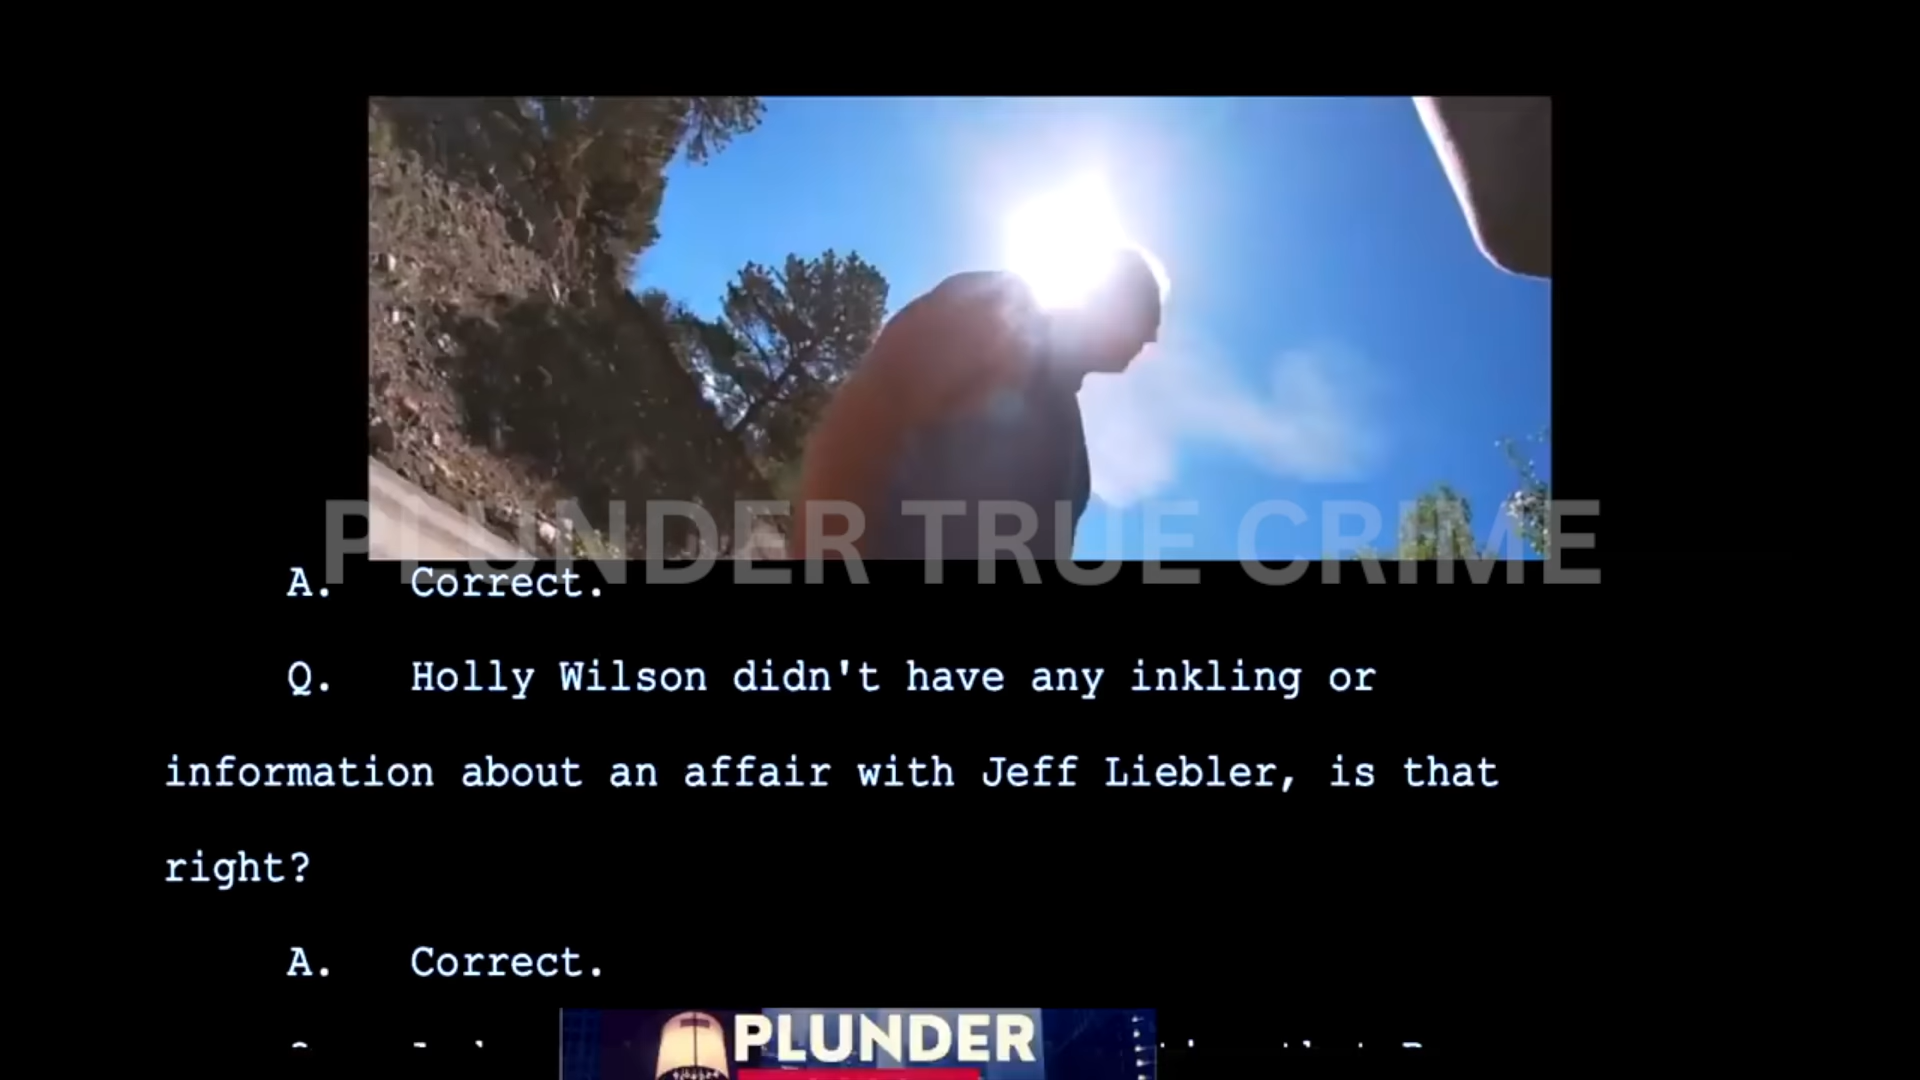 PLUNDER TRUE CRIME
A. Correct.
Q. Holly Wilson didn't have any inkling or
information about an affair with Jeff Liebler, is that
right?
A. Correct.
PLUNDER